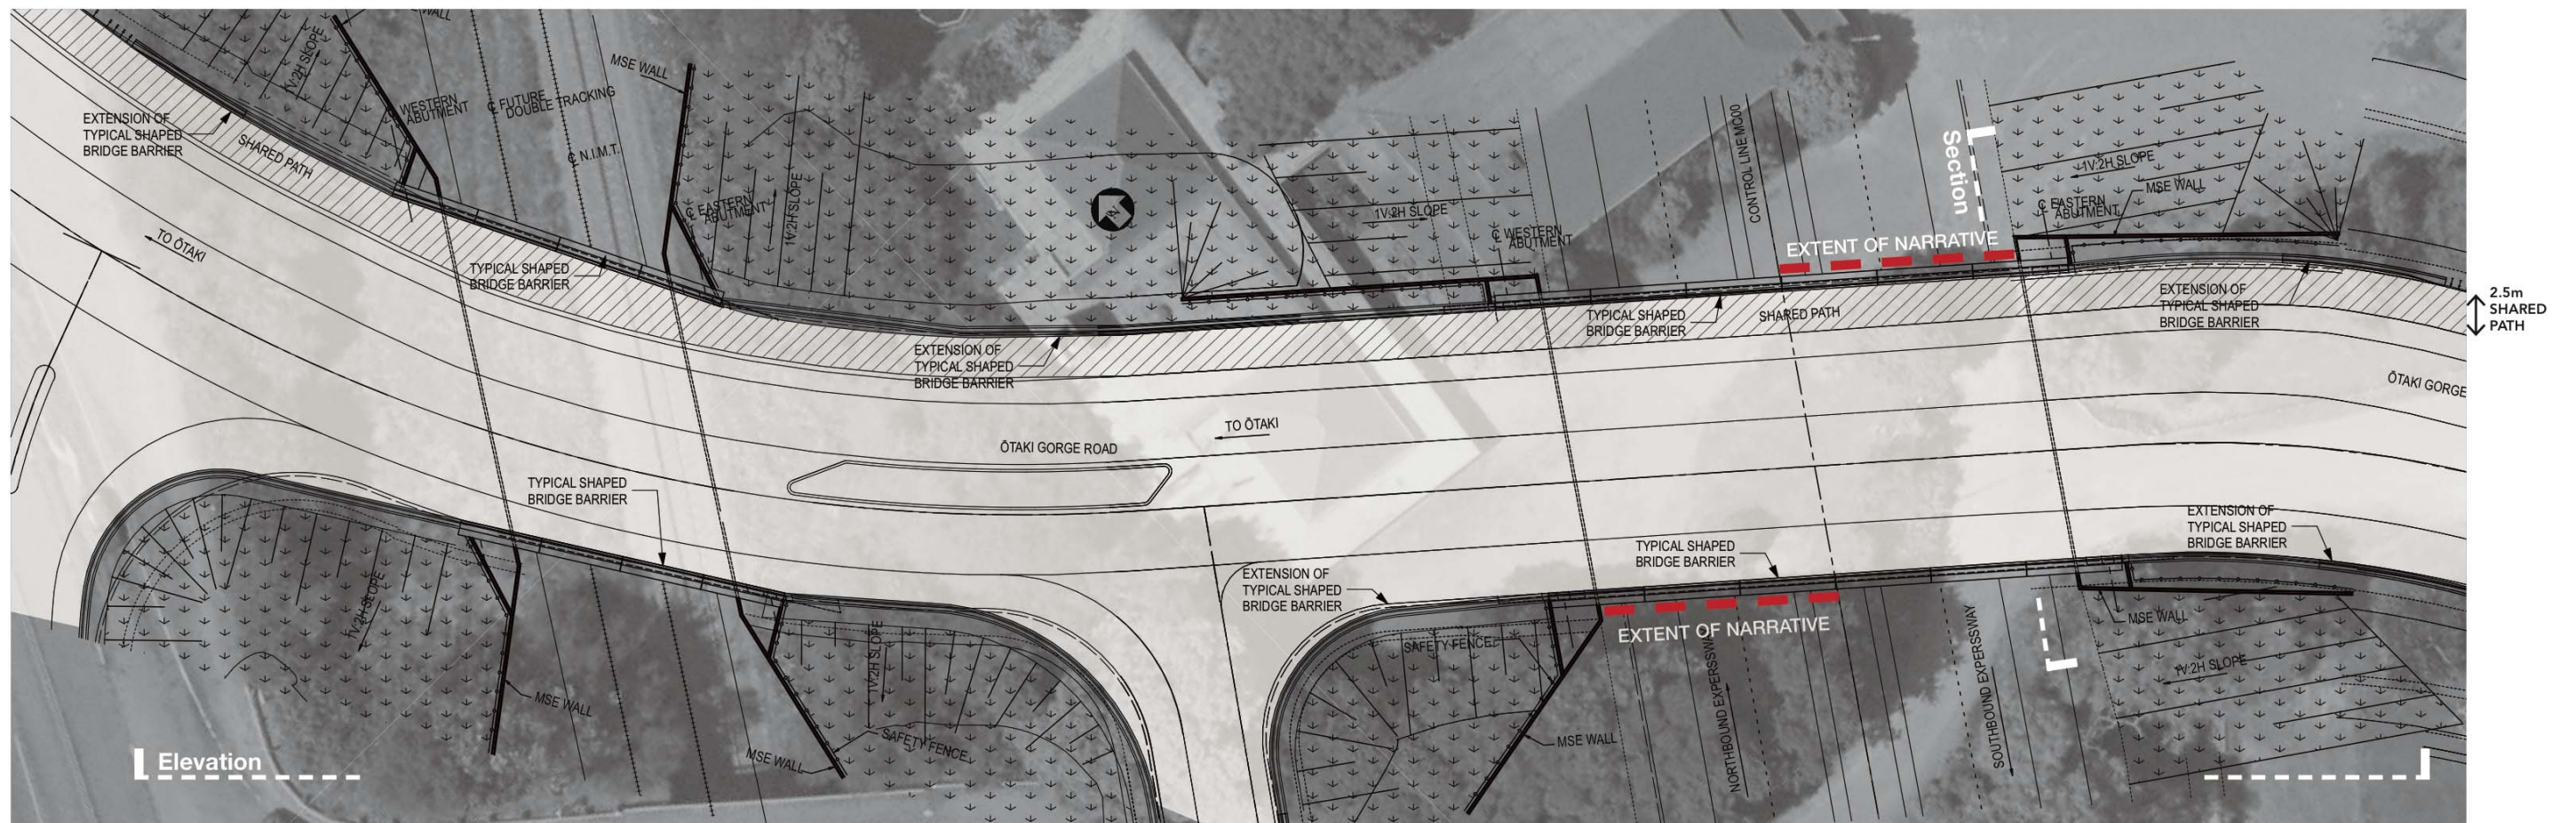 WALL
1V:2H SLOPE
EXTENSION OF
TYPICAL SHAPED
BRIDGE BARRIER
SHARED PATH
℄ WESTERN
ABUTMENT
℄ FUTURE
DOUBLE TRACKING
℄ N.I.M.T.
MSE WALL
℄ EASTERN
ABUTMENT
1V:2H SLOPE
TO ŌTAKI
TYPICAL SHAPED
BRIDGE BARRIER
EXTENSION OF
TYPICAL SHAPED
BRIDGE BARRIER
1V:2H SLOPE
℄ WESTERN
ABUTMENT
CONTROL LINE MC00
EXTENT OF NARRATIVE
Section
1V:2H SLOPE
MSE WALL
℄ EASTERN
ABUTMENT
TYPICAL SHAPED
BRIDGE BARRIER
SHARED PATH
EXTENSION OF
TYPICAL SHAPED
BRIDGE BARRIER
2.5m
SHARED
PATH
ŌTAKI GORGE
TO ŌTAKI
ŌTAKI GORGE ROAD
TYPICAL SHAPED
BRIDGE BARRIER
EXTENSION OF
TYPICAL SHAPED
BRIDGE BARRIER
TYPICAL SHAPED
BRIDGE BARRIER
EXTENSION OF
TYPICAL SHAPED
BRIDGE BARRIER
1V:2H SLOPE
MSE WALL
1V:2H SLOPE
SAFETY FENCE
MSE WALL
SAFETY FENCE
EXTENT OF NARRATIVE
MSE WALL
NORTHBOUND EXPERSSWAY
SOUTHBOUND EXPERSSWAY
MSE WALL
1V:2H SLOPE
Elevation